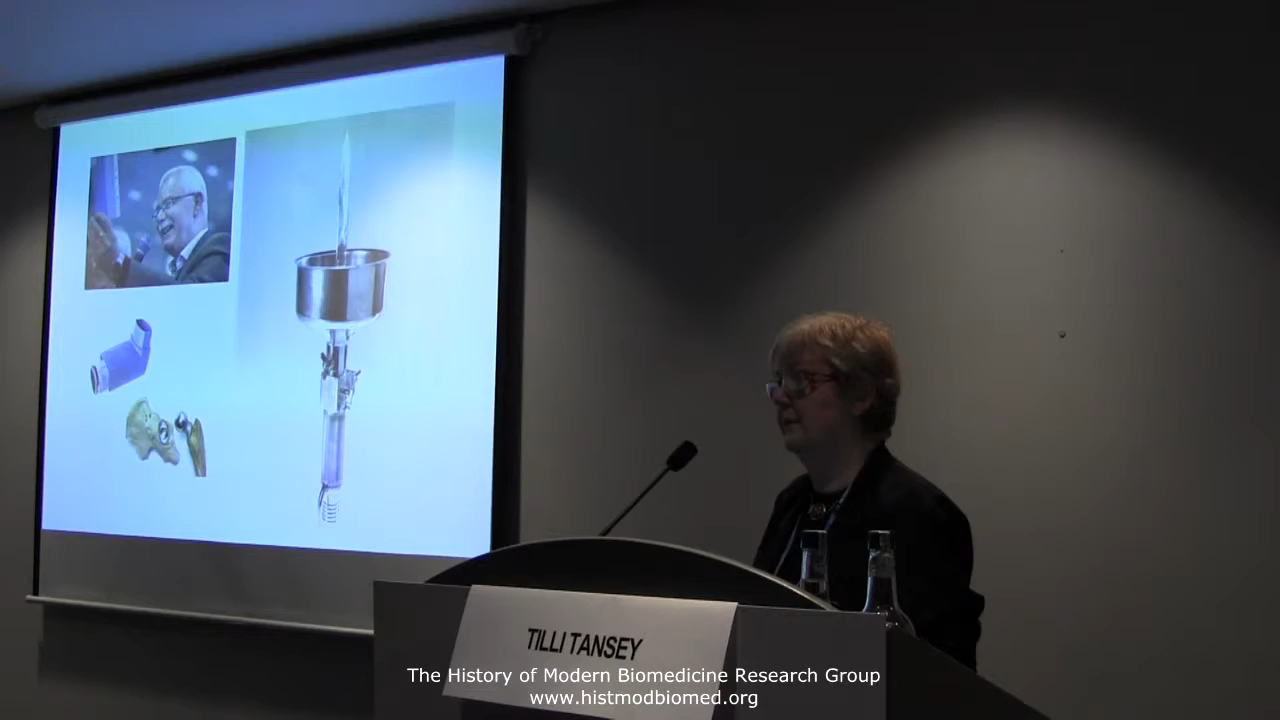 TILLI TANSEY
The History of Modern Biomedicine Research Group
www.histmodbiomed.org